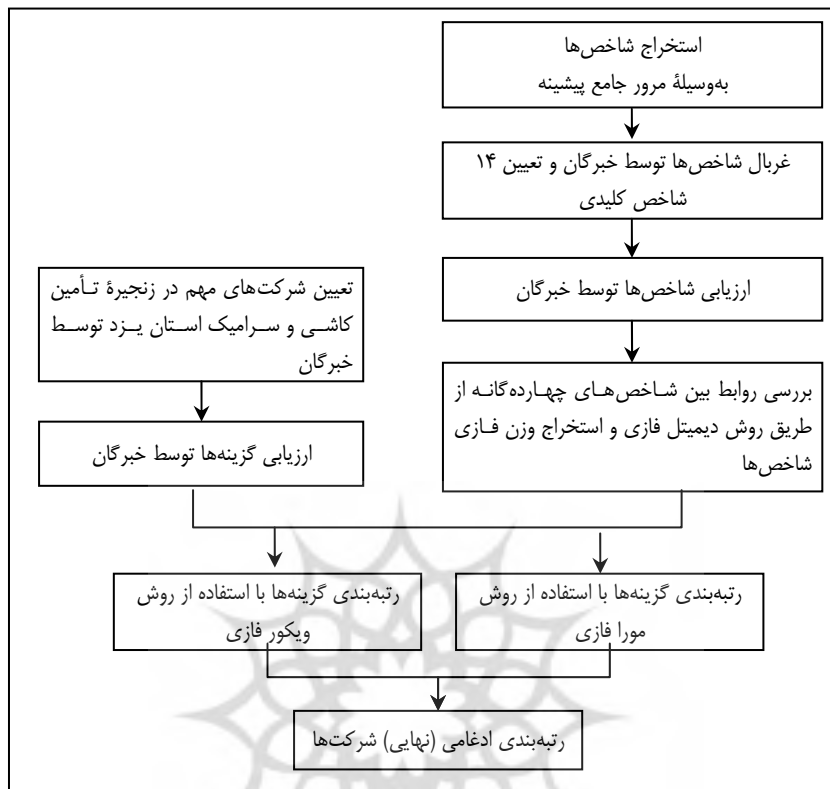 استخراج شاخص‌ها
به‌وسیلهٔ مرور جامع پیشینه
غربال شاخص‌ها توسط خبرگان و تعیین ۱۴
شاخص کلیدی
ارزیابی شاخص‌ها توسط خبرگان
بررسی روابط بین شاخص‌های چهارده‌گانه از
طریق روش دیمیتل فازی و استخراج وزن فازی
شاخص‌ها
تعیین شرکت‌های مهم در زنجیرهٔ تأمین
کاشی و سرامیک استان یزد توسط
خبرگان
ارزیابی گزینه‌ها توسط خبرگان
رتبه‌بندی گزینه‌ها با استفاده از روش
مورا فازی
رتبه‌بندی گزینه‌ها با استفاده از روش
ویکور فازی
رتبه‌بندی ادغامی (نهایی) شرکت‌ها